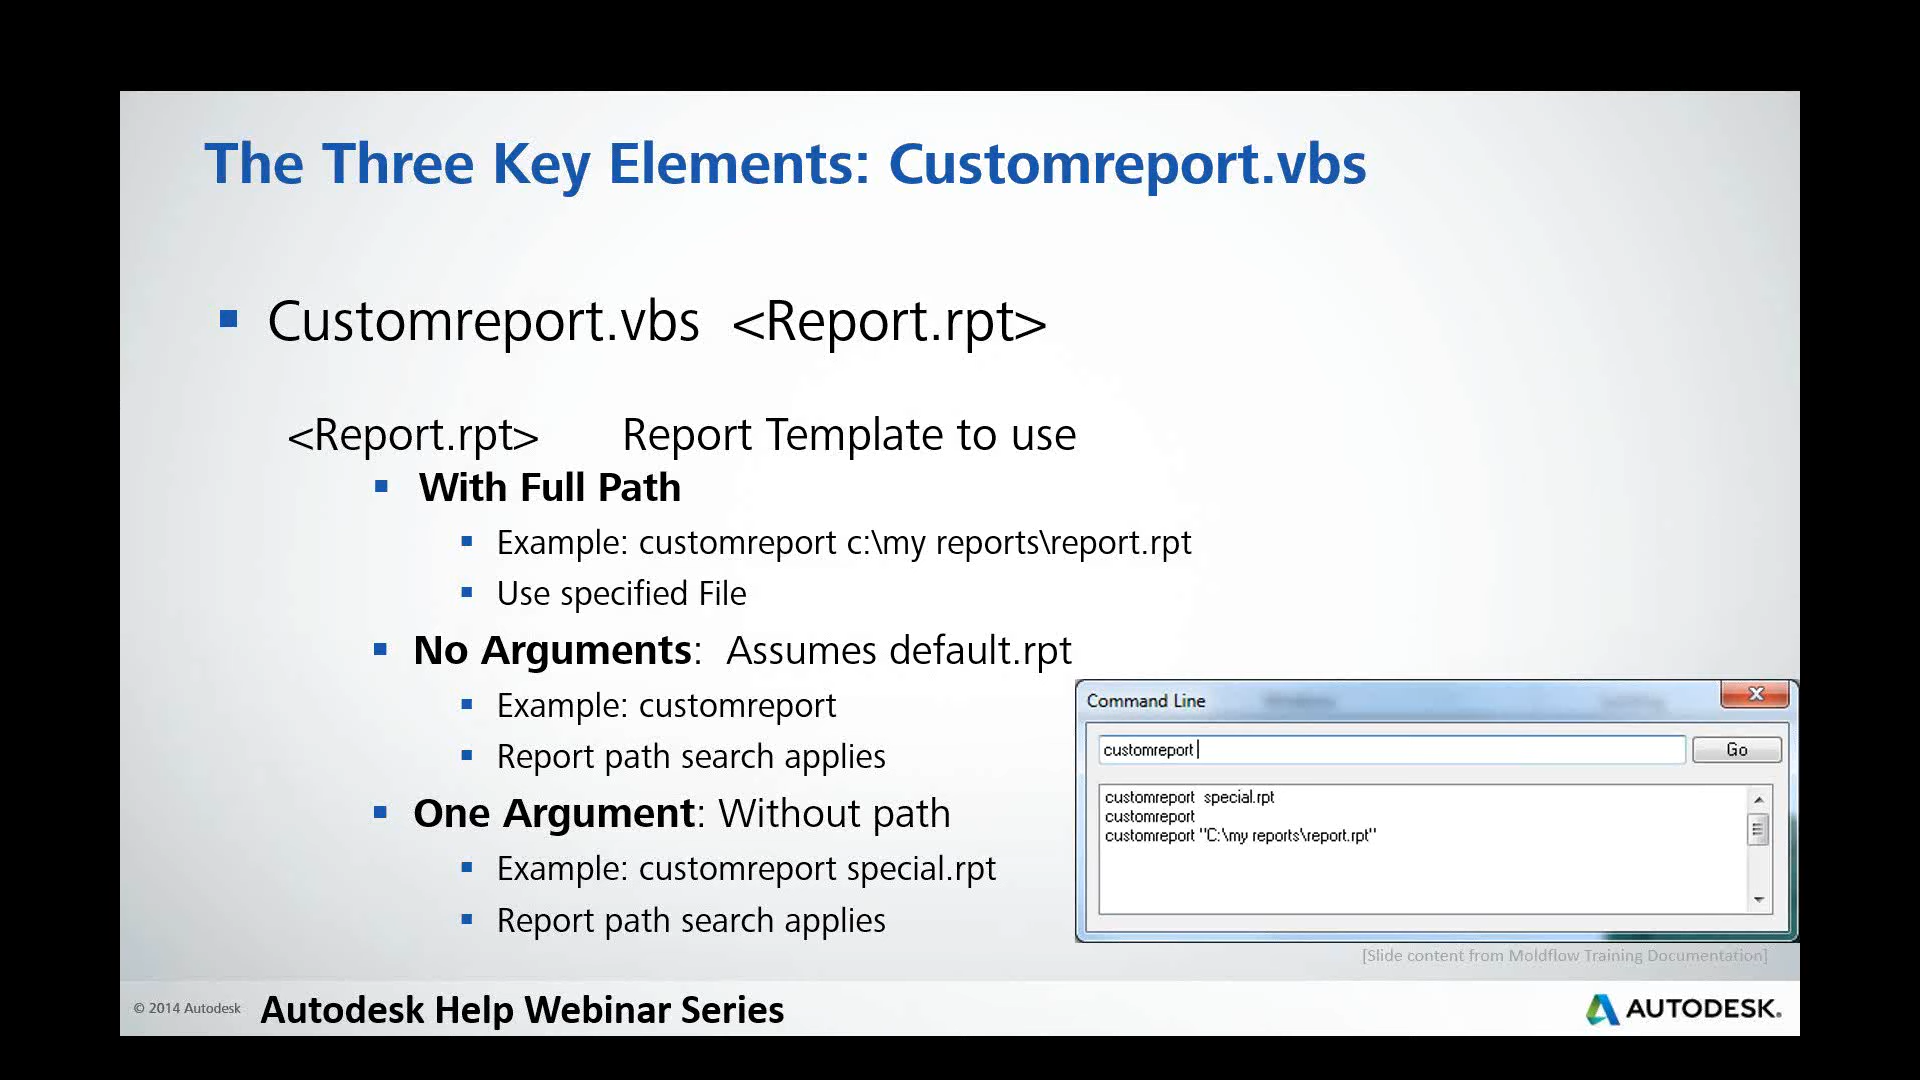 The Three Key Elements: Customreport.vbs
Customreport.vbs <Report.rpt>
<Report.rpt> Report Template to use
With Full Path
Example: customreport c:\my reports\report.rpt
Use specified File
No Arguments: Assumes default.rpt
Example: customreport
Report path search applies
One Argument: Without path
Example: customreport special.rpt
Report path search applies
Command Line
customreport
Go
customreport special.rpt
customreport
customreport "C:\my reports\report.rpt"
[Slide content from Moldflow Training Documentation]
© 2014 Autodesk Autodesk Help Webinar Series
AUTODESK.